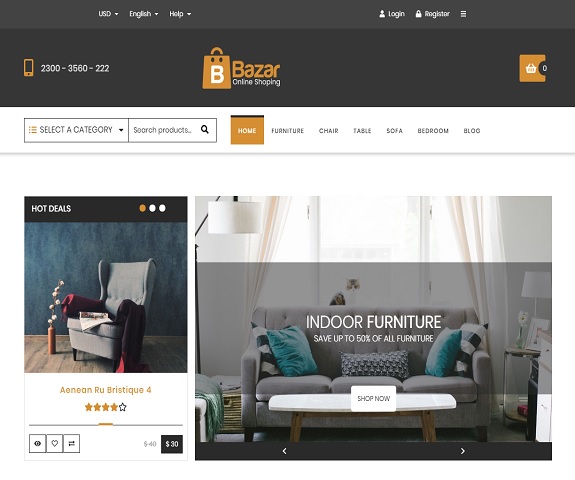 USD English Help Login Register
2300 - 3560 - 222
B Bazar
Online Shoping
0
SELECT A CATEGORY Search products... HOME FURNITURE CHAIR TABLE SOFA BEDROOM BLOG
HOT DEALS
INDOOR FURNITURE
SAVE UP TO 50% OF ALL FURNITURE
SHOP NOW
Aenean Ru Bristique 4
$ 40 $ 30